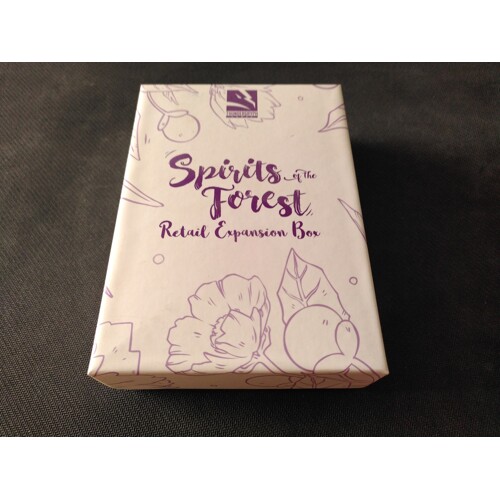 Spirits of the
Forest
Retail Expansion Box